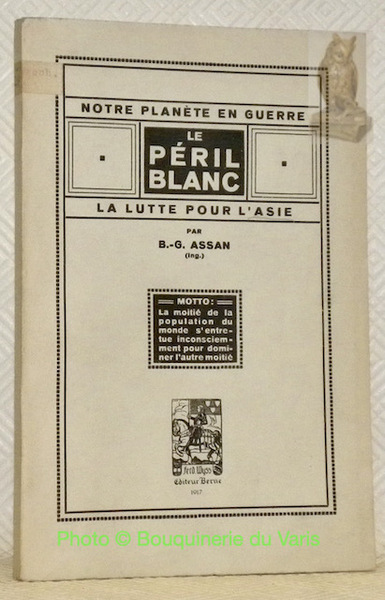 NOTRE PLANÈTE EN GUERRE
LE
PÉRIL
BLANC
LA LUTTE POUR L'ASIE
PAR
B.-G. ASSAN
(ing.)
MOTTO:
La moitié de la
population du
monde s'entre-
tue inconsciem-
ment pour domi-
ner l'autre moitié
Ferd Wyss
Éditeur Berne
1917
Photo © Bouquinerie du Varis